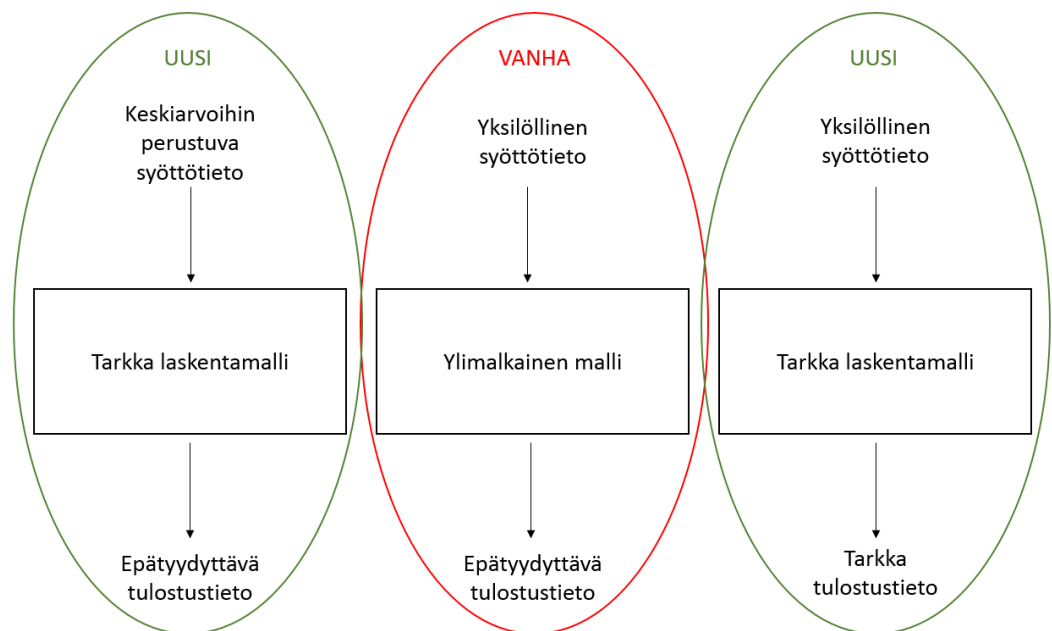 UUSI
Keskiarvoihin
perustuva
syöttötieto
Tarkka laskentamalli
Epätyydyttävä
tulostustieto
VANHA
Yksilöllinen
syöttötieto
Ylimalkainen malli
Epätyydyttävä
tulostustieto
UUSI
Yksilöllinen
syöttötieto
Tarkka laskentamalli
Tarkka
tulostustieto